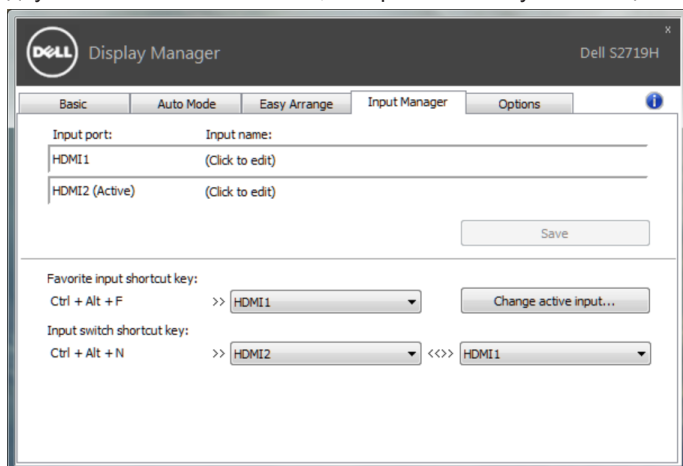 x
DELL Display Manager Dell S2719H
Basic Auto Mode Easy Arrange Input Manager Options i
Input port: Input name:
HDMI1 (Click to edit)
HDMI2 (Active) (Click to edit)
Save
Favorite input shortcut key:
Ctrl + Alt + F >> HDMI1 Change active input...
Input switch shortcut key:
Ctrl + Alt + N >> HDMI2 <<>> HDMI1